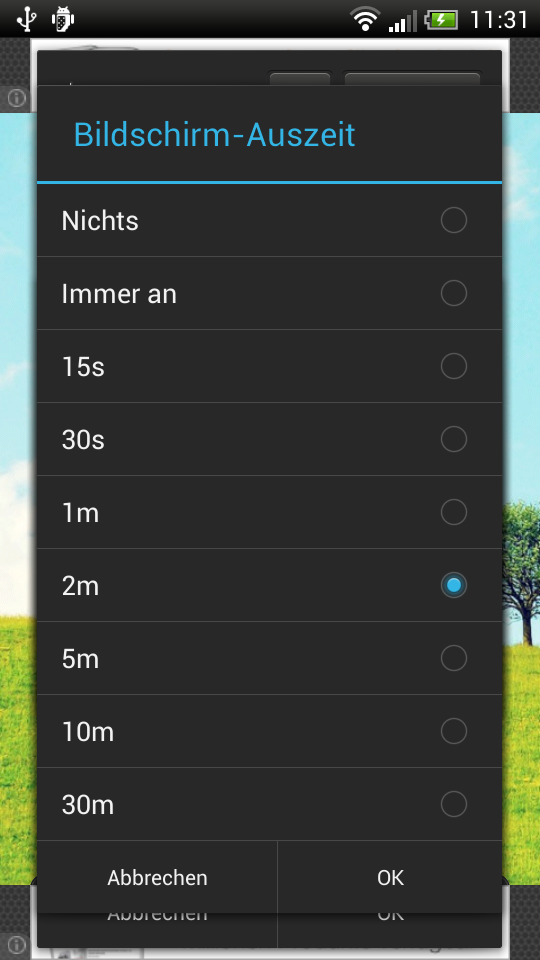 11:31
Bildschirm-Auszeit
Nichts
Immer an
15s
30s
1m
2m
5m
10m
30m
Abbrechen OK
Abbrechen OK